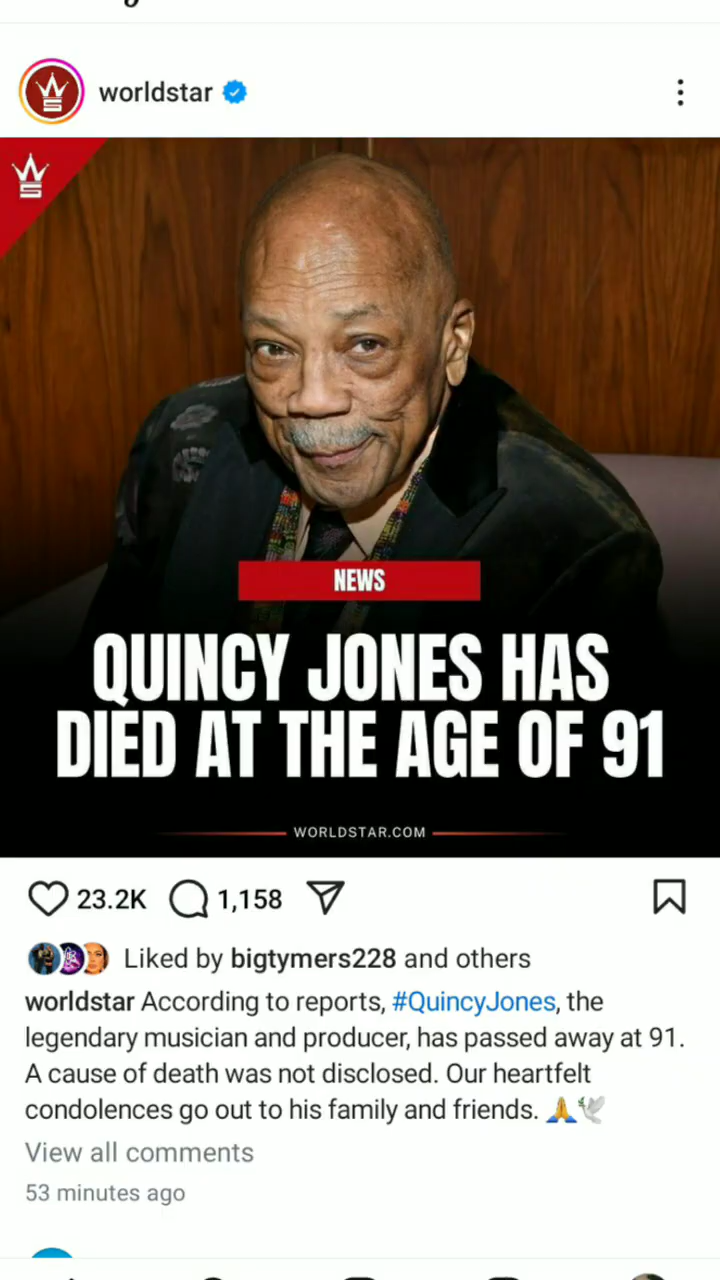 worldstar
NEWS
QUINCY JONES HAS
DIED AT THE AGE OF 91
WORLDSTAR.COM
23.2K 1,158
Liked by bigtymers228 and others
worldstar According to reports, #QuincyJones, the
legendary musician and producer, has passed away at 91.
A cause of death was not disclosed. Our heartfelt
condolences go out to his family and friends. 🙏🕊️
View all comments
53 minutes ago